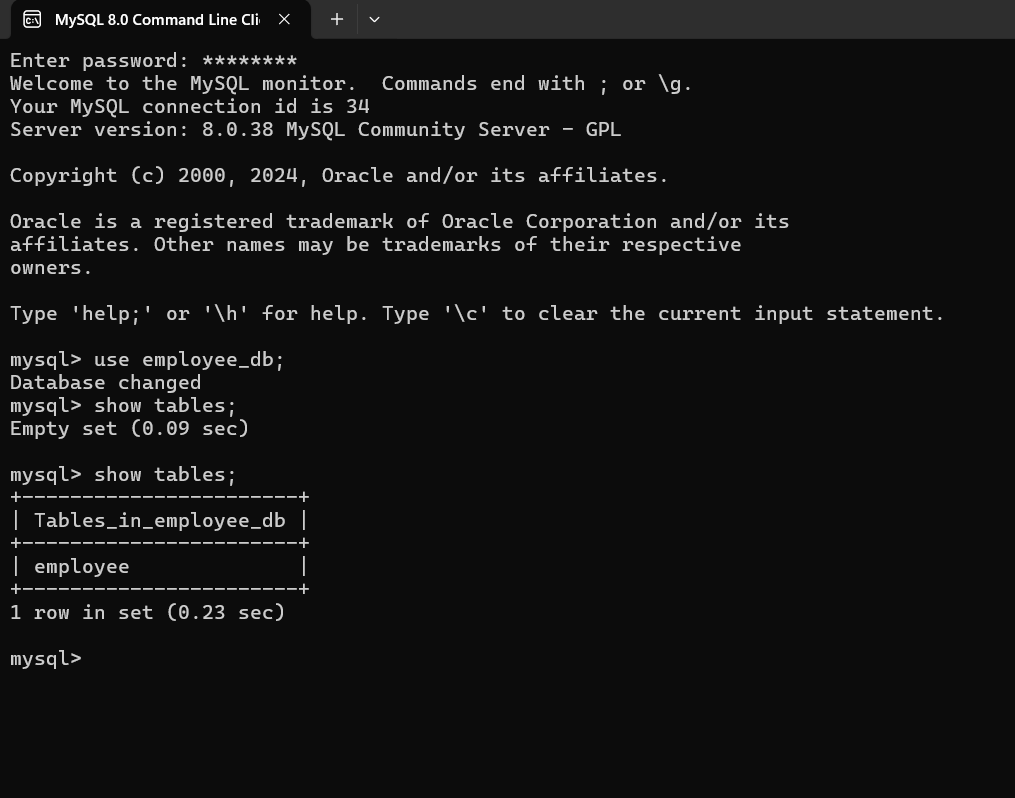 MySQL 8.0 Command Line Cli
Enter password: ********
Welcome to the MySQL monitor.  Commands end with ; or \g.
Your MySQL connection id is 34
Server version: 8.0.38 MySQL Community Server - GPL
Copyright (c) 2000, 2024, Oracle and/or its affiliates.
Oracle is a registered trademark of Oracle Corporation and/or its
affiliates. Other names may be trademarks of their respective
owners.
Type 'help;' or '\h' for help. Type '\c' to clear the current input statement.
mysql> use employee_db;
Database changed
mysql> show tables;
Empty set (0.09 sec)
mysql> show tables;
+-----------------------+
| Tables_in_employee_db |
+-----------------------+
| employee              |
+-----------------------+
1 row in set (0.23 sec)
mysql>